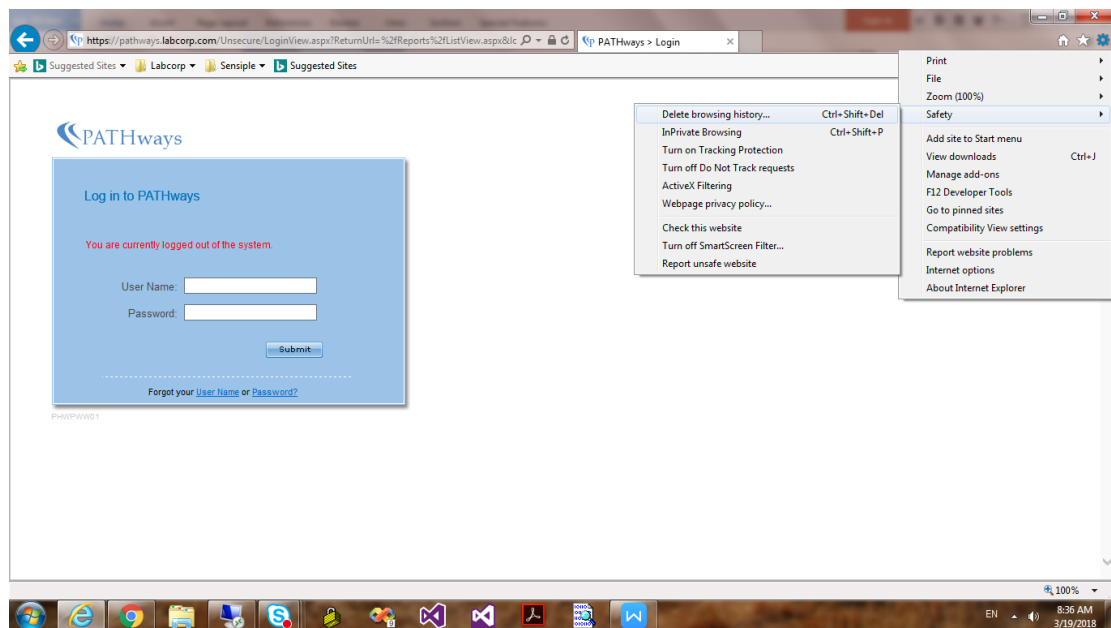 https://pathways.labcorp.com/Unsecure/LoginView.aspx?ReturnUrl=%2fReports%2fListView.aspx&lc
PATHways > Login
Suggested Sites
Labcorp
Sensiple
Suggested Sites
Print
File
Zoom (100%)
Safety
Add site to Start menu
View downloads Ctrl+J
Manage add-ons
F12 Developer Tools
Go to pinned sites
Compatibility View settings
Report website problems
Internet options
About Internet Explorer
Delete browsing history... Ctrl+Shift+Del
InPrivate Browsing Ctrl+Shift+P
Turn on Tracking Protection
Turn off Do Not Track requests
ActiveX Filtering
Webpage privacy policy...
Check this website
Turn off SmartScreen Filter...
Report unsafe website
PATHways
Log in to PATHways
You are currently logged out of the system.
User Name:
Password:
Submit
Forgot your User Name or Password?
PHWPWW01
100%
EN
8:36 AM
3/19/2018